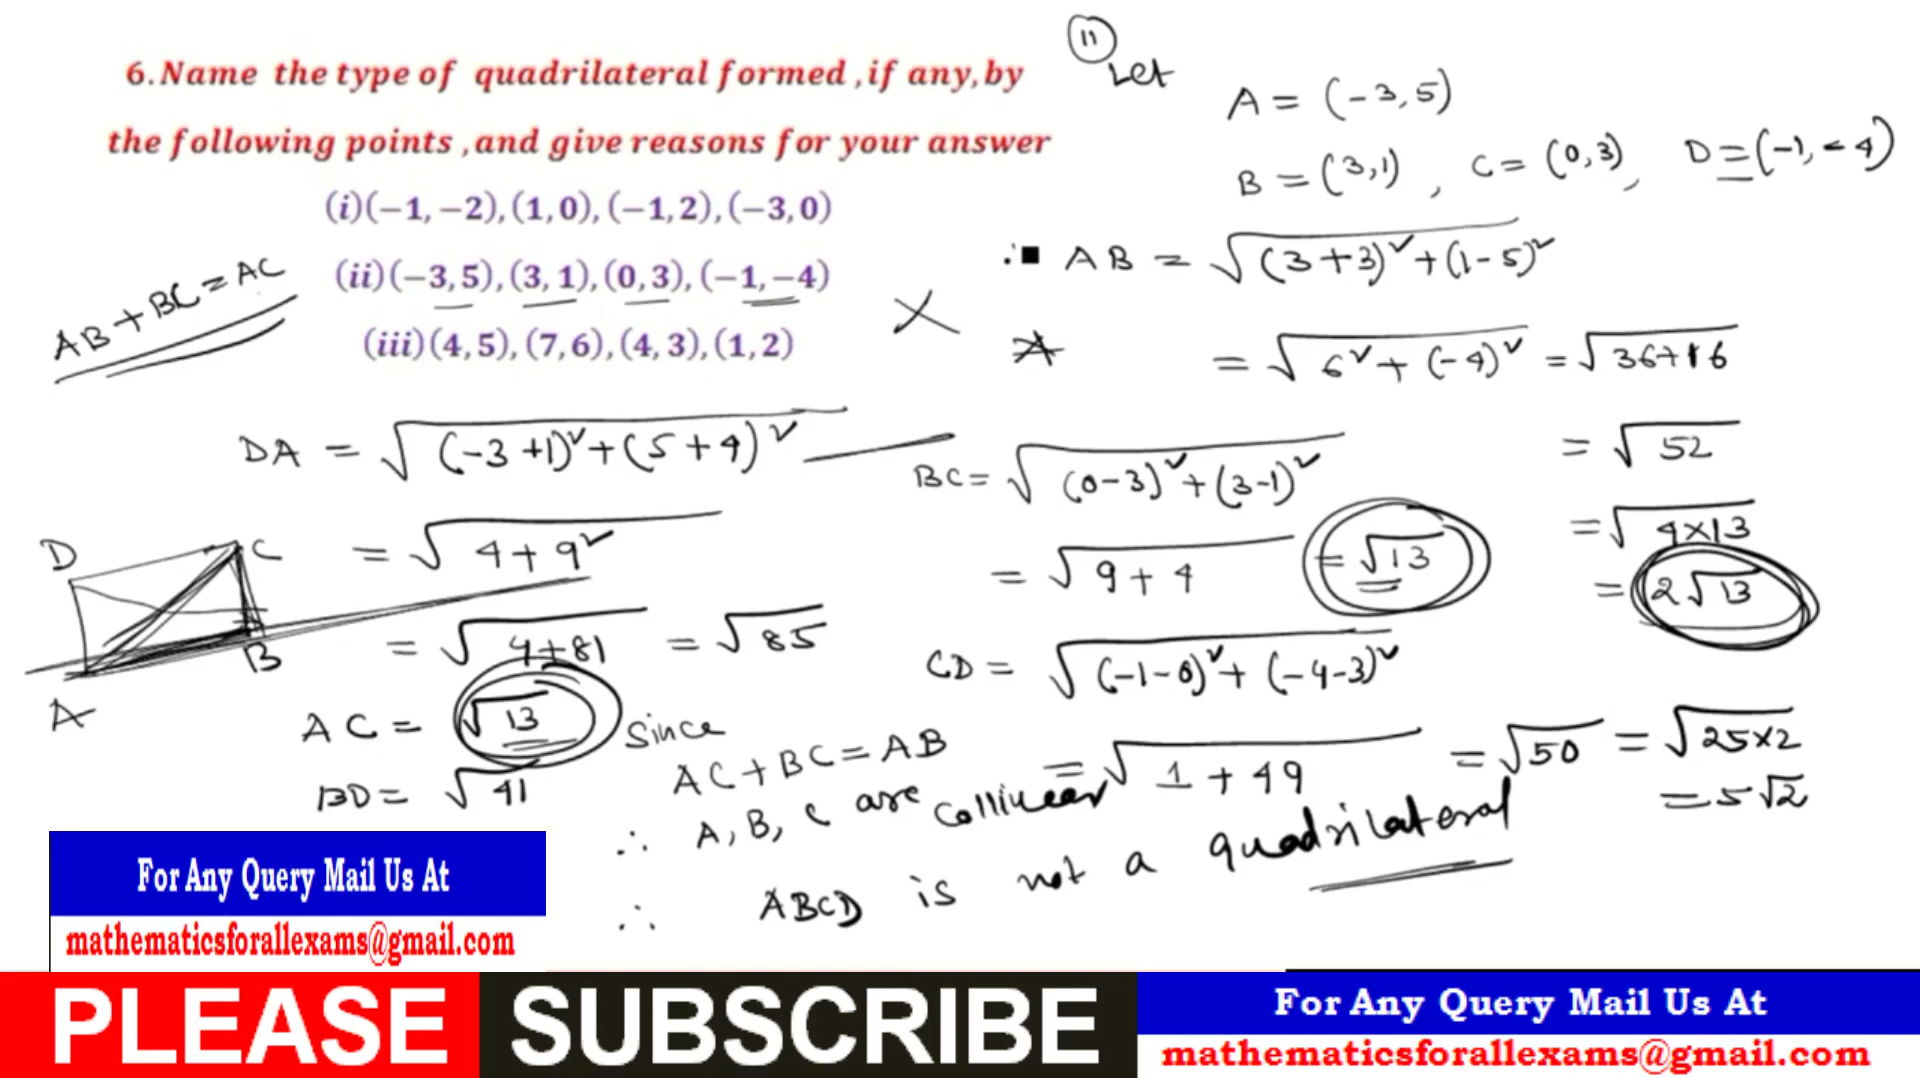 6.Name the type of quadrilateral formed ,if any,by
the following points ,and give reasons for your answer
(i)(−1,−2),(1,0),(−1,2),(−3,0)
(ii)(−3,5),(3,1),(0,3),(−1,−4)
(iii)(4,5),(7,6),(4,3),(1,2)
AB+BC=AC
(11)
Let
A = (-3,5)
B = (3,1), C = (0,3), D = (-1,-4)
∴ AB = √((3+3)²+(1-5)²)
A
= √(6²+(-4)²) = √(36+16)
= √52
= √(4×13)
= 2√13
BC = √((0-3)²+(3-1)²)
= √(9+4) = √13
CD = √((-1-0)²+(-4-3)²)
= √(1+49) = √50 = √(25×2)
= 5√2
DA = √((-3+1)²+(5+4)²)
= √(4+9²)
= √(4+81) = √85
D
C
A
B
AC = √13
BD = √41
Since
AC+BC=AB
∴ A, B, C are collinear
∴ ABCD is not a quadrilateral
For Any Query Mail Us At
mathematicsforallexams@gmail.com
PLEASE SUBSCRIBE
For Any Query Mail Us At
mathematicsforallexams@gmail.com